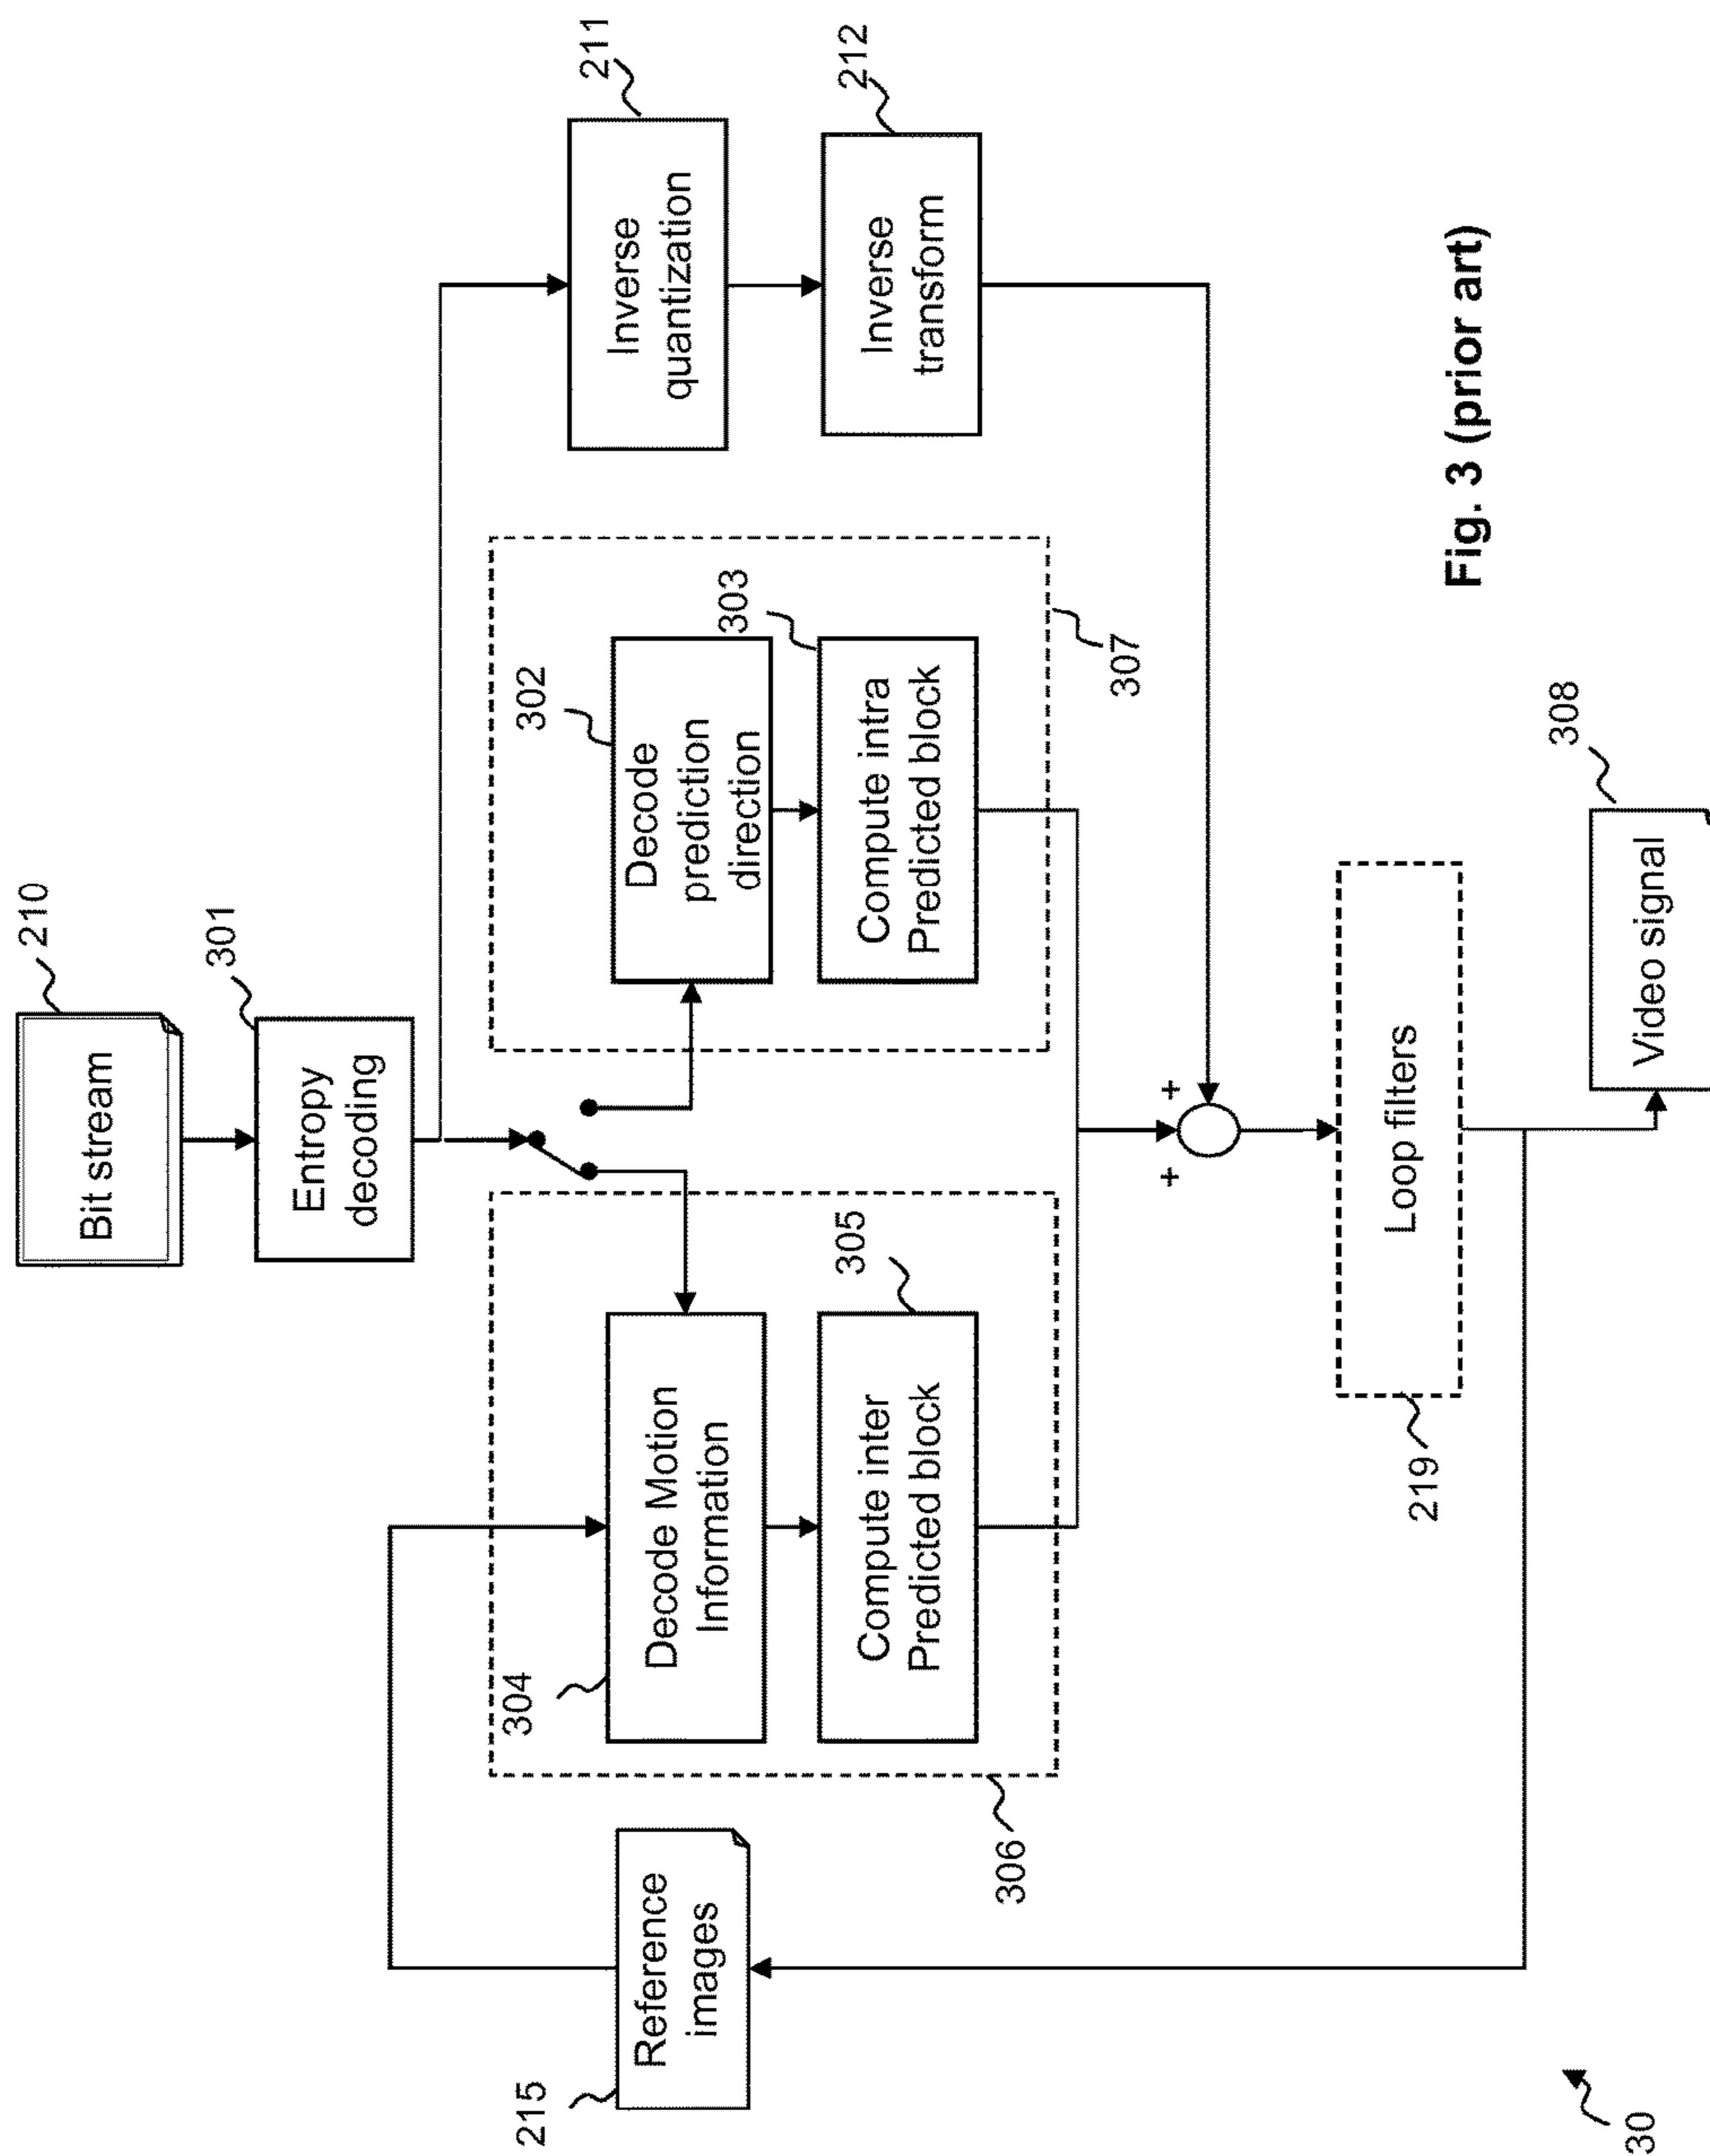 Bit stream
210
Entropy
decoding
301
Inverse
quantization
211
Inverse
transform
212
Decode
prediction
direction
302
Compute intra
Predicted block
303
307
Decode Motion
Information
304
Compute inter
Predicted block
305
306
Reference
images
215
+
+
Loop filters
219
Video signal
308
30
Fig. 3 (prior art)